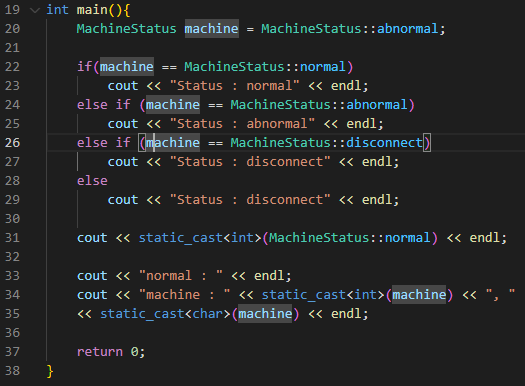 19 int main(){
20 MachineStatus machine = MachineStatus::abnormal;
21
22 if(machine == MachineStatus::normal)
23 cout << "Status : normal" << endl;
24 else if (machine == MachineStatus::abnormal)
25 cout << "Status : abnormal" << endl;
26 else if (machine == MachineStatus::disconnect)
27 cout << "Status : disconnect" << endl;
28 else
29 cout << "Status : disconnect" << endl;
30
31 cout << static_cast<int>(MachineStatus::normal) << endl;
32
33 cout << "normal : " << endl;
34 cout << "machine : " << static_cast<int>(machine) << ", "
35 << static_cast<char>(machine) << endl;
36
37 return 0;
38 }